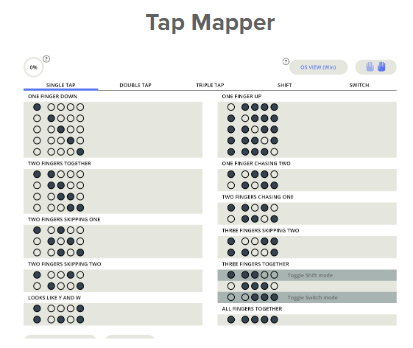 Tap Mapper
0%
?
?
OS VIEW (Win)
SINGLE TAP
DOUBLE TAP
TRIPLE TAP
SHIFT
SWITCH
ONE FINGER DOWN
ONE FINGER UP
TWO FINGERS TOGETHER
ONE FINGER CHASING TWO
TWO FINGERS CHASING ONE
TWO FINGERS SKIPPING ONE
THREE FINGERS SKIPPING TWO
TWO FINGERS SKIPPING TWO
THREE FINGERS TOGETHER
Toggle Shift mode
Toggle Switch mode
LOOKS LIKE Y AND W
ALL FINGERS TOGETHER